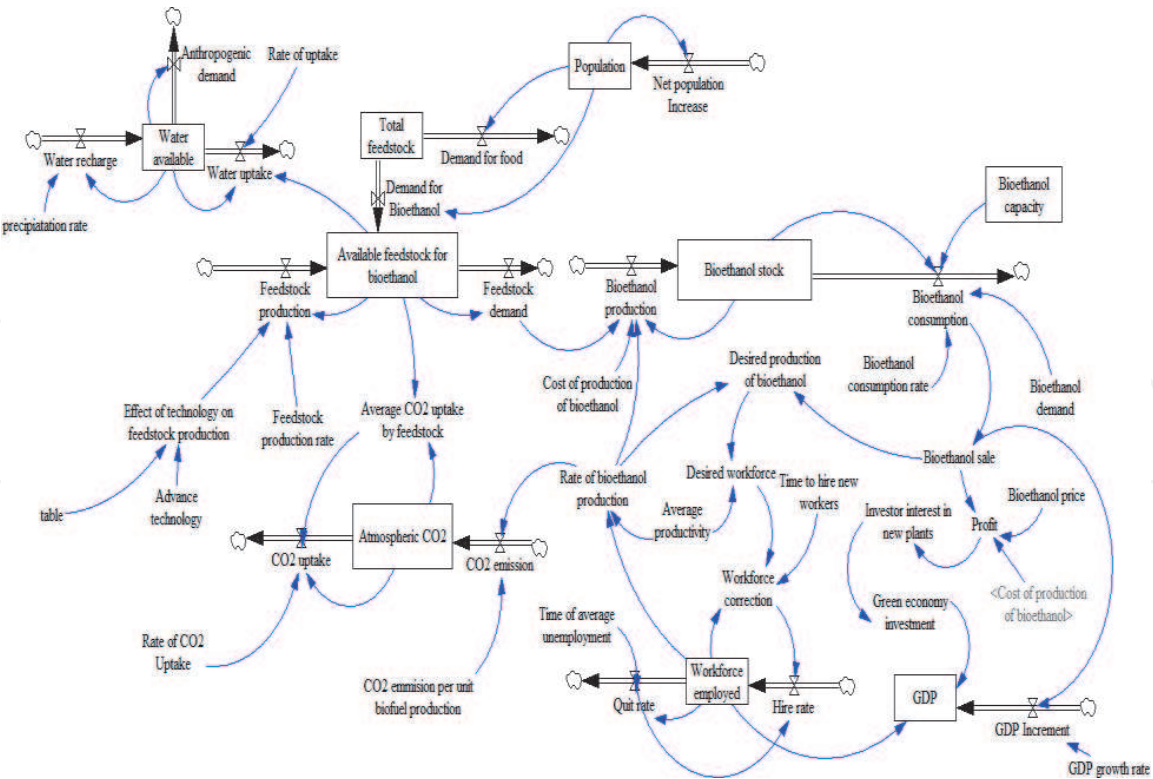 Anthropogenic
demand
Rate of uptake
Population
Net population
Increase
Total
feedstock
Water
available
Water recharge
Water uptake
Demand for food
Demand for
Bioethanol
Bioethanol
capacity
precipiatation rate
Available feedstock for
bioethanol
Bioethanol stock
Feedstock
production
Feedstock
demand
Bioethanol
production
Bioethanol
consumption
Cost of production
of bioethanol
Desired production
of bioethanol
Bioethanol
consumption rate
Bioethanol
demand
Effect of technology on
feedstock production
Feedstock
production rate
Average CO2 uptake
by feedstock
Bioethanol sale
table
Advance
technology
Rate of bioethanol
production
Desired workforce
Time to hire new
workers
Average
productivity
Investor interest in
new plants
Profit
Bioethanol price
Atmospheric CO2
CO2 uptake
CO2 emission
Workforce
correction
Green economy
investment
<Cost of production
of bioethanol>
Time of average
unemployment
Rate of CO2
Uptake
CO2 emmision per unit
biofuel production
Workforce
employed
Quit rate
Hire rate
GDP
GDP Increment
GDP growth rate